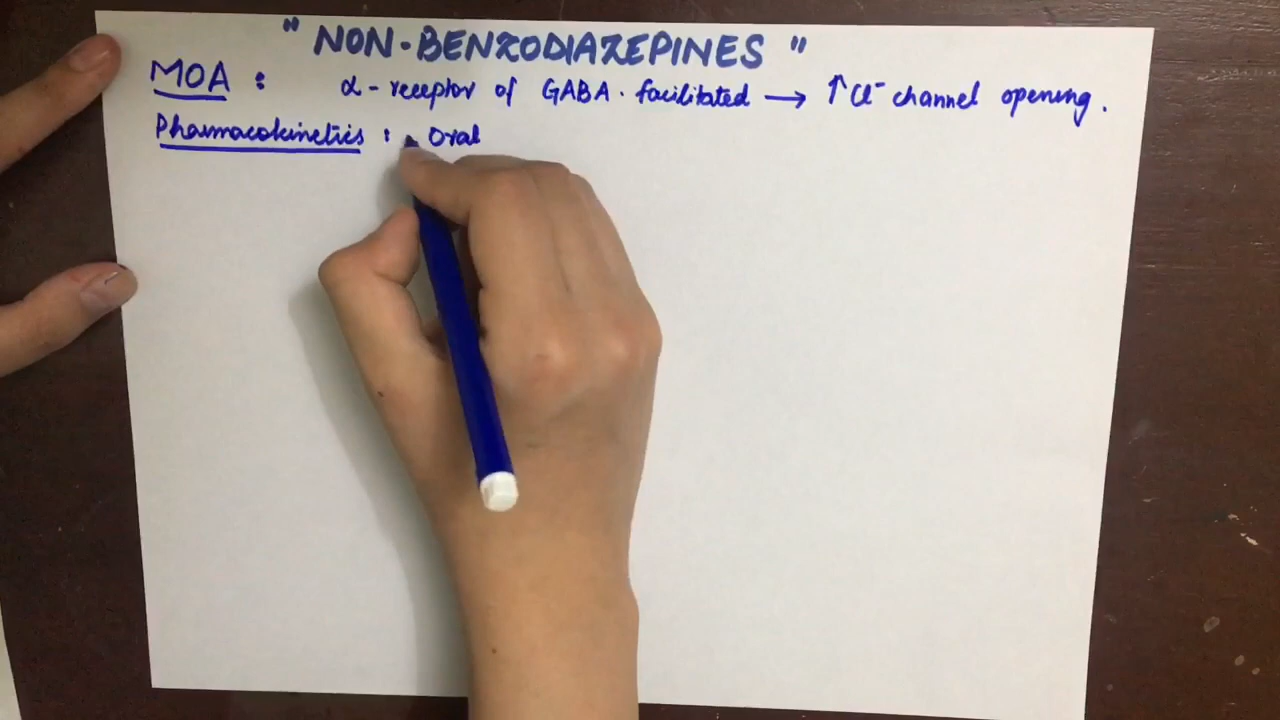 " NON-BENZODIAZEPINES "
MOA : α-receptor of GABA. facilitated → ↑ Cl⁻ channel opening.
Pharmacokinetics : Oral